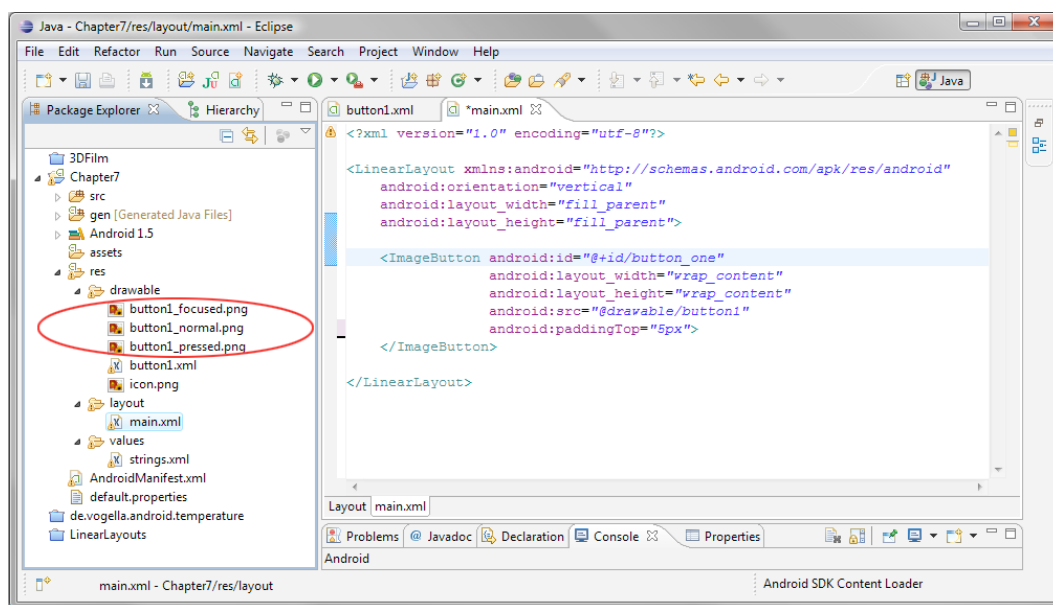 Java - Chapter7/res/layout/main.xml - Eclipse
File Edit Refactor Run Source Navigate Search Project Window Help
Java
Package Explorer
Hierarchy
button1.xml
*main.xml
3DFilm
Chapter7
src
gen [Generated Java Files]
Android 1.5
assets
res
drawable
button1_focused.png
button1_normal.png
button1_pressed.png
button1.xml
icon.png
layout
main.xml
values
strings.xml
AndroidManifest.xml
default.properties
de.vogella.android.temperature
LinearLayouts
<?xml version="1.0" encoding="utf-8"?>
<LinearLayout xmlns:android="http://schemas.android.com/apk/res/android"
android:orientation="vertical"
android:layout_width="fill_parent"
android:layout_height="fill_parent">
<ImageButton android:id="@+id/button_one"
android:layout_width="wrap_content"
android:layout_height="wrap_content"
android:src="@drawable/button1"
android:paddingTop="5px">
</ImageButton>
</LinearLayout>
Layout main.xml
Problems @ Javadoc Declaration Console Properties
Android
main.xml - Chapter7/res/layout
Android SDK Content Loader